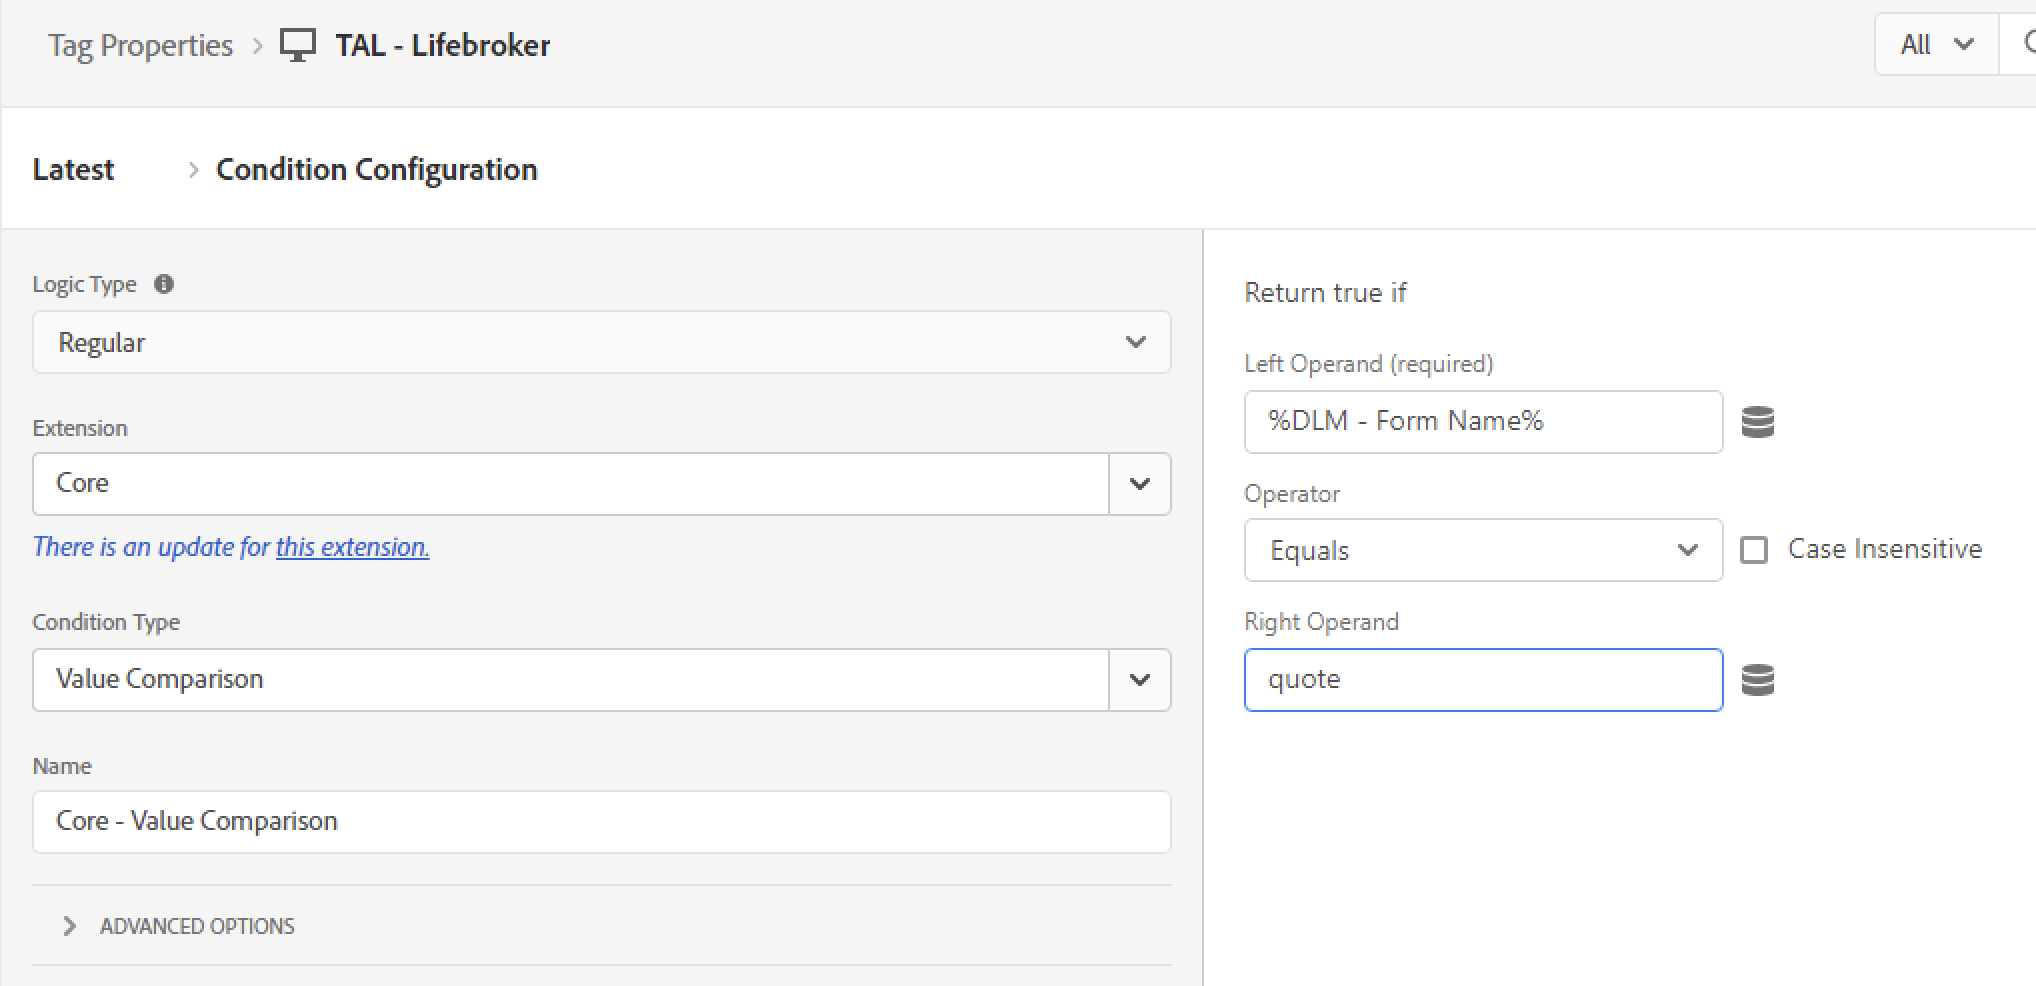 Tag Properties > TAL - Lifebroker
All
Latest > Condition Configuration
Logic Type
Regular
Extension
Core
There is an update for this extension.
Condition Type
Value Comparison
Name
Core - Value Comparison
ADVANCED OPTIONS
Return true if
Left Operand (required)
%DLM - Form Name%
Operator
Equals
Case Insensitive
Right Operand
quote